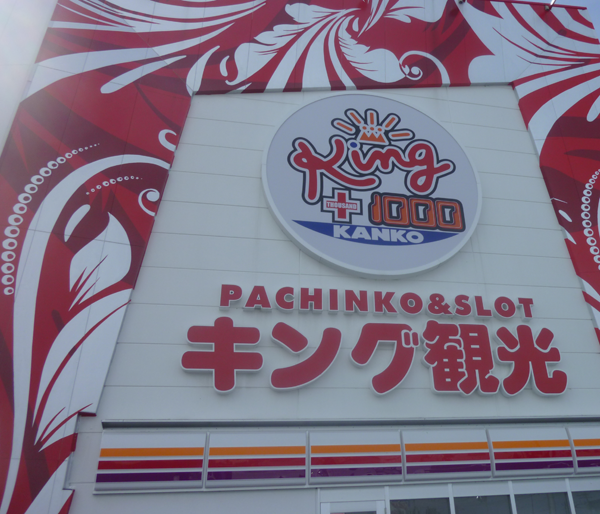 King
THOUSAND
1000
KANKO
PACHINKO&SLOT
キング観光